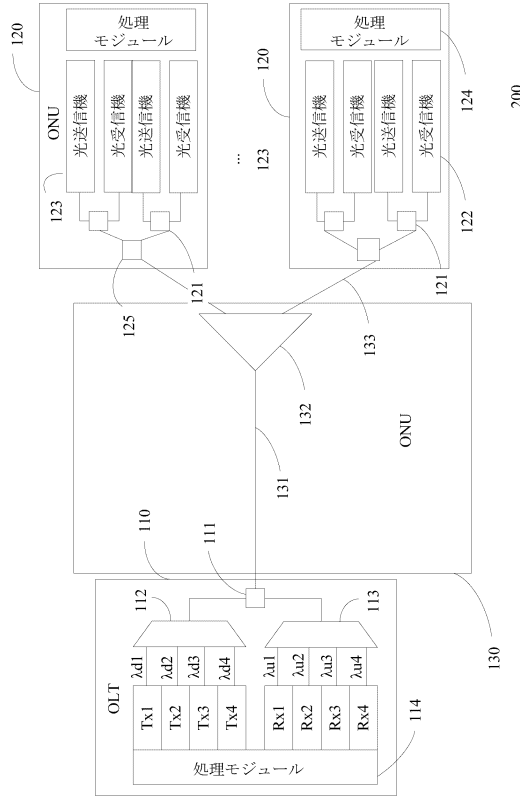 200
120
ONU
処理
モジュール
光送信機
光受信機
光送信機
光受信機
123
125
121
...
123
120
処理
モジュール
124
光送信機
光受信機
光送信機
光受信機
122
121
133
132
131
ONU
130
110
111
OLT
112
λd1
λd2
λd3
λd4
Tx1
Tx2
Tx3
Tx4
113
λu1
λu2
λu3
λu4
Rx1
Rx2
Rx3
Rx4
処理モジュール
114